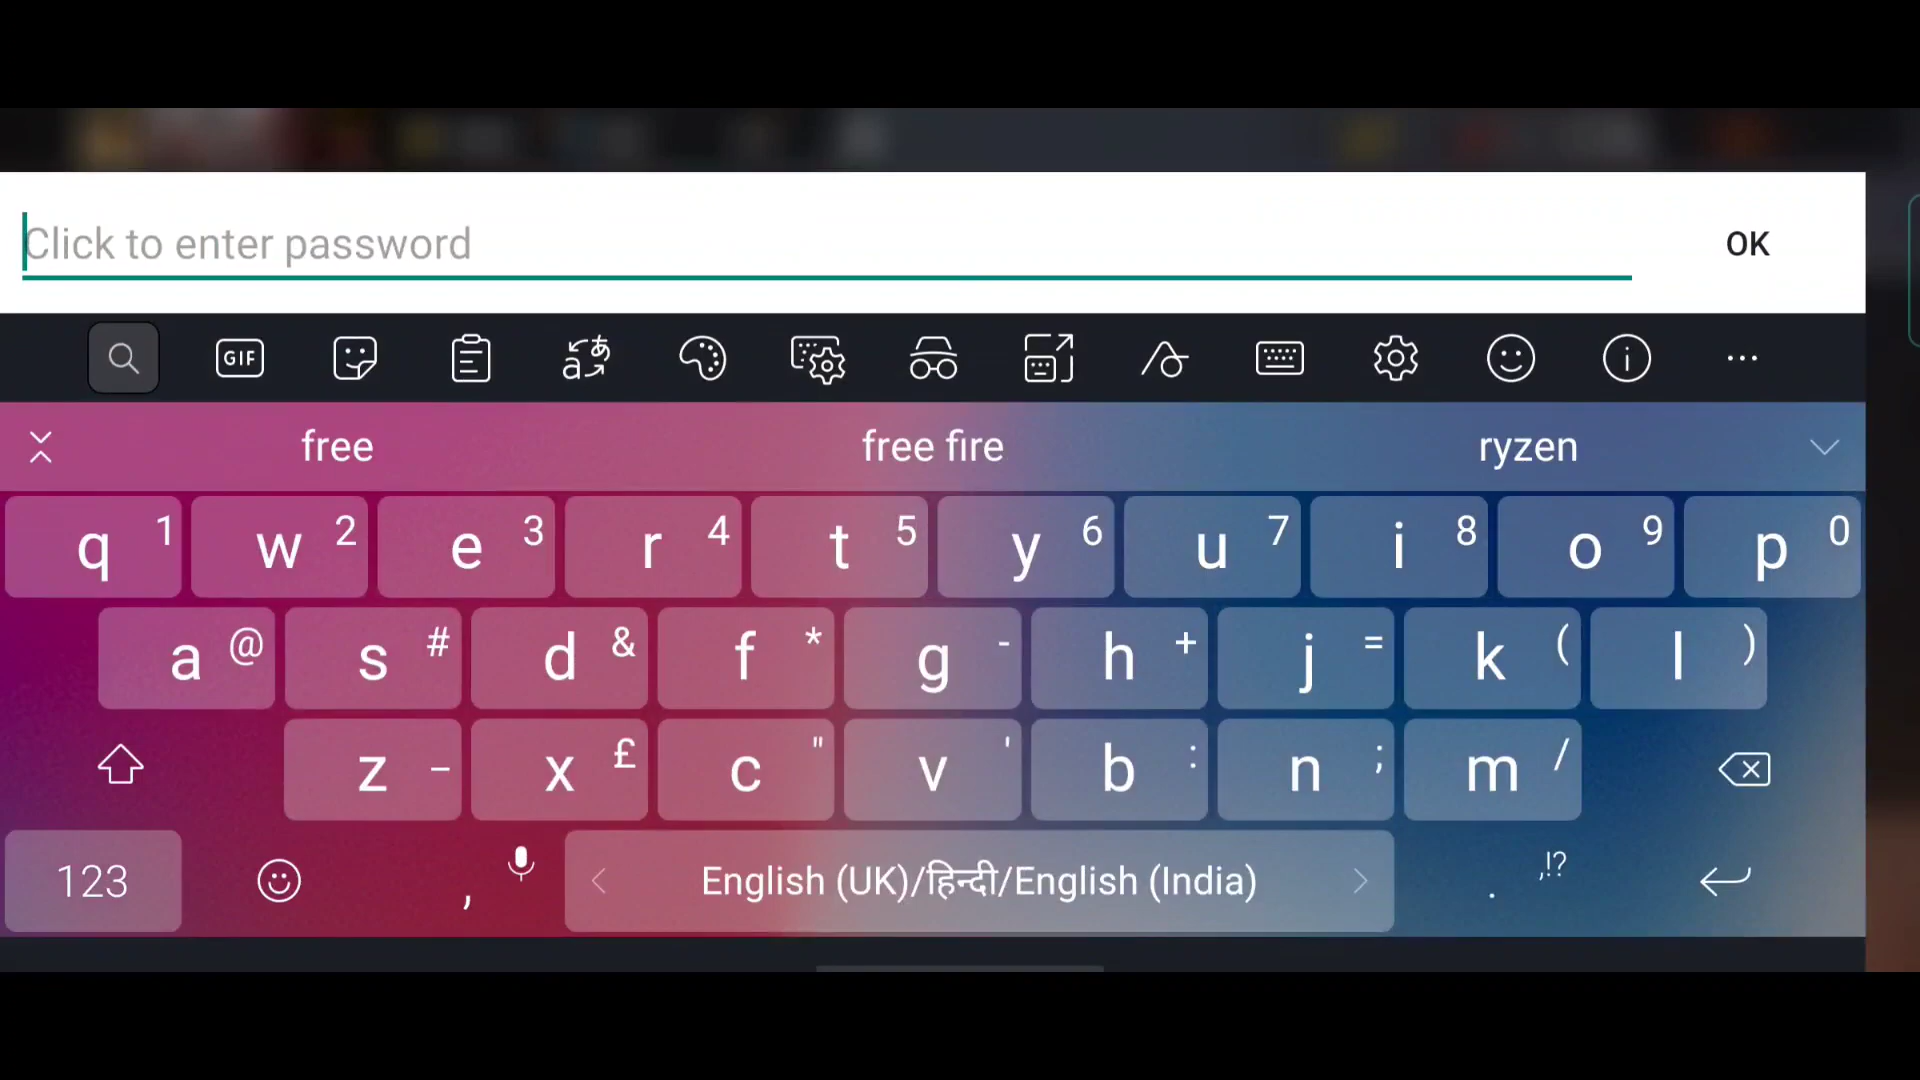 Click to enter password
OK
GIF
free free fire ryzen
q 1 w 2 e 3 r 4 t 5 y 6 u 7 i 8 o 9 p 0
a @ s # d & f * g - h + j = k ( l )
z _ x £ c " v ' b : n ; m /
123 , English (UK)/हिन्दी/English (India) . ,!?